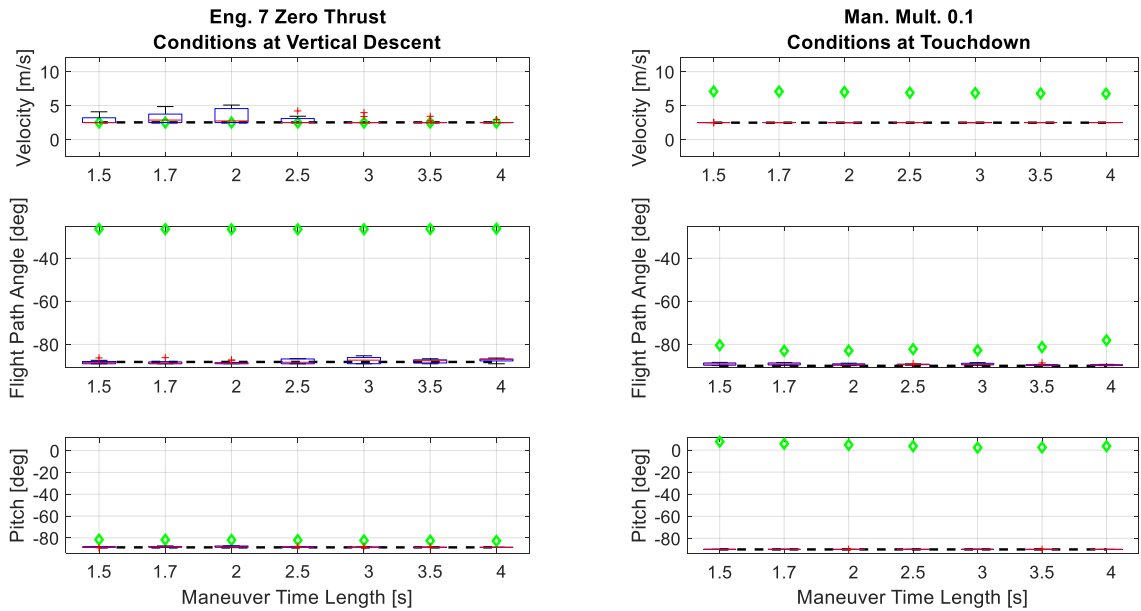 Eng. 7 Zero Thrust
Conditions at Vertical Descent
Velocity [m/s]
10
5
0
1.5 1.7 2 2.5 3 3.5 4
Flight Path Angle [deg]
-40
-60
-80
1.5 1.7 2 2.5 3 3.5 4
Pitch [deg]
0
-20
-40
-60
-80
1.5 1.7 2 2.5 3 3.5 4
Maneuver Time Length [s]
Man. Mult. 0.1
Conditions at Touchdown
Velocity [m/s]
10
5
0
1.5 1.7 2 2.5 3 3.5 4
Flight Path Angle [deg]
-40
-60
-80
1.5 1.7 2 2.5 3 3.5 4
Pitch [deg]
0
-20
-40
-60
-80
1.5 1.7 2 2.5 3 3.5 4
Maneuver Time Length [s]